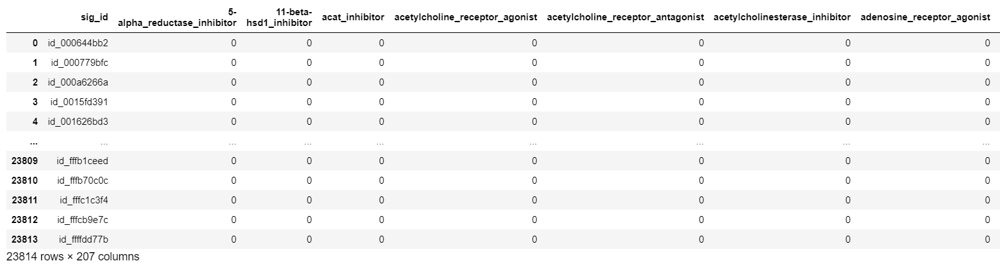 sig_id 5-alpha_reductase_inhibitor 11-beta-hsd1_inhibitor acat_inhibitor acetylcholine_receptor_agonist acetylcholine_receptor_antagonist acetylcholinesterase_inhibitor adenosine_receptor_agonist
0 id_000644bb2 0 0 0 0 0 0 0
1 id_000779bfc 0 0 0 0 0 0 0
2 id_000a6266a 0 0 0 0 0 0 0
3 id_0015fd391 0 0 0 0 0 0 0
4 id_001626bd3 0 0 0 0 0 0 0
... ... ... ... ... ... ... ... ...
23809 id_fffb1ceed 0 0 0 0 0 0 0
23810 id_fffb70c0c 0 0 0 0 0 0 0
23811 id_fffc1c3f4 0 0 0 0 0 0 0
23812 id_fffcb9e7c 0 0 0 0 0 0 0
23813 id_ffffdd77b 0 0 0 0 0 0 0
23814 rows × 207 columns